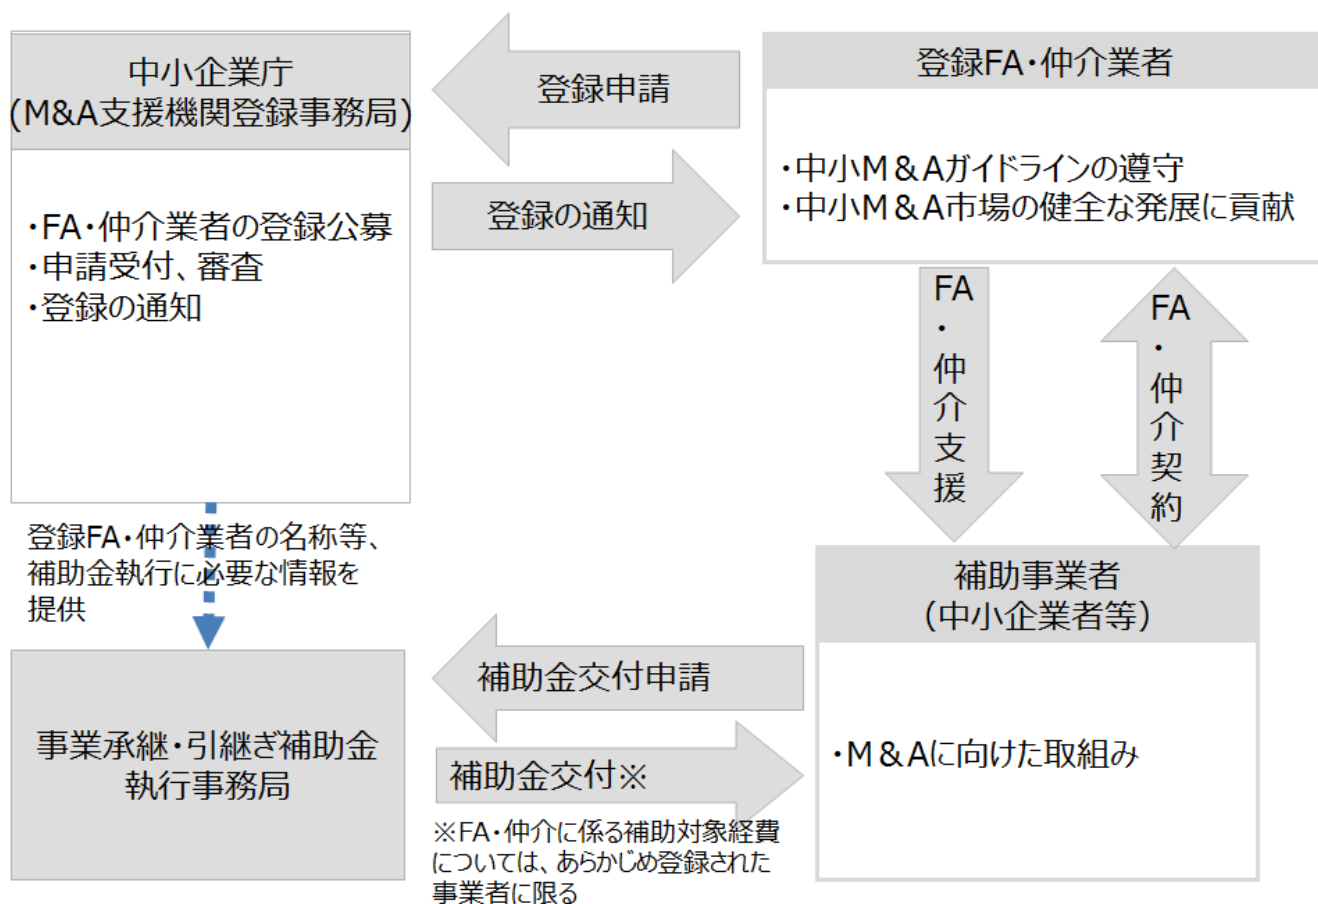 中小企業庁
(M&A支援機関登録事務局)
・FA・仲介業者の登録公募
・申請受付、審査
・登録の通知
登録申請
登録の通知
登録FA・仲介業者
・中小M＆Aガイドラインの遵守
・中小M＆A市場の健全な発展に貢献
FA・仲介支援
FA・仲介契約
登録FA・仲介業者の名称等、
補助金執行に必要な情報を
提供
事業承継・引継ぎ補助金
執行事務局
補助金交付申請
補助金交付※
※FA・仲介に係る補助対象経費
については、あらかじめ登録された
事業者に限る
補助事業者
(中小企業者等)
・M＆Aに向けた取組み